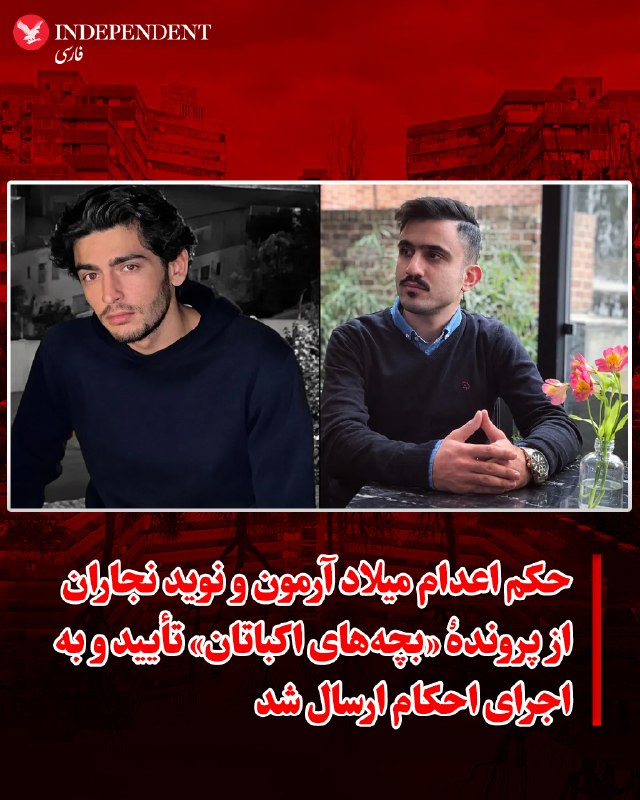 INDEPENDENT
فارسی
حکم اعدام میلاد آرمون و نوید نجاران
از پروندهٔ «بچه‌های اکباتان» تأیید و به
اجرای احکام ارسال شد